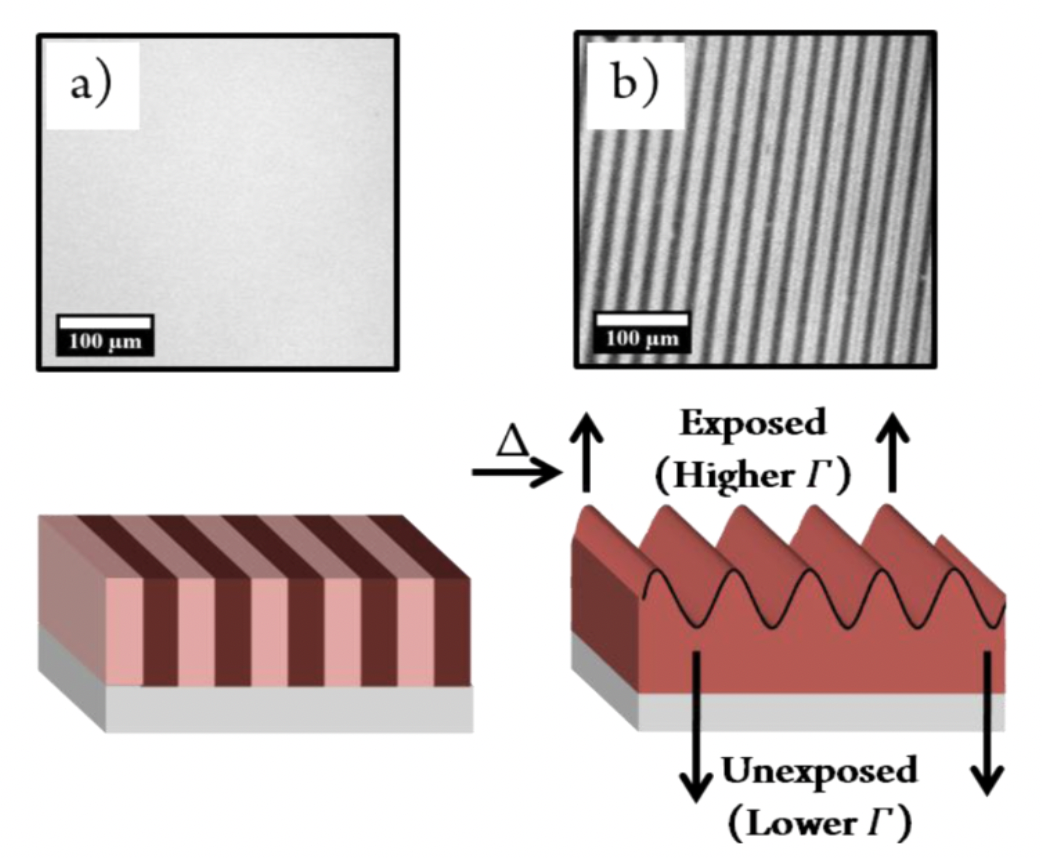 a)
100 µm
b)
100 µm
Δ
Exposed
(Higher Γ)
Unexposed
(Lower Γ)